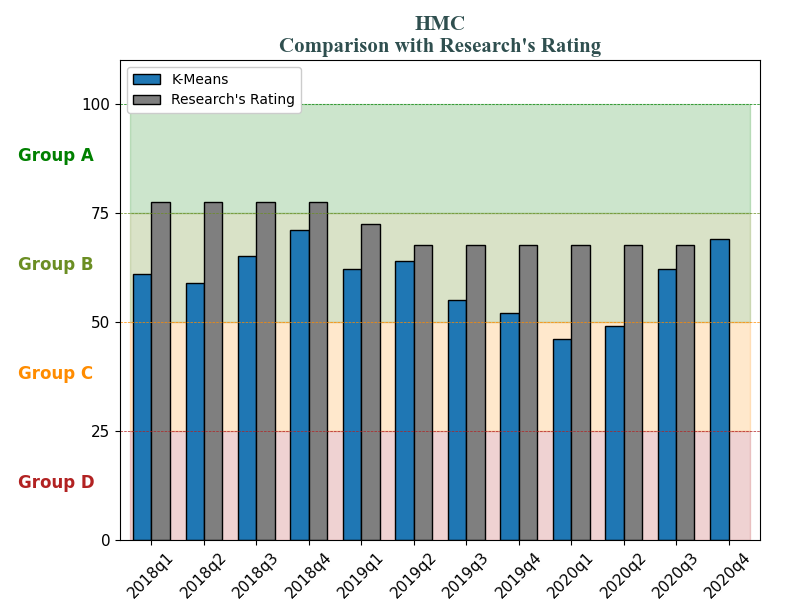 HMC
Comparison with Research's Rating
K-Means
Research's Rating
100
Group A
75
Group B
50
Group C
25
Group D
0
2018q1 2018q2 2018q3 2018q4 2019q1 2019q2 2019q3 2019q4 2020q1 2020q2 2020q3 2020q4